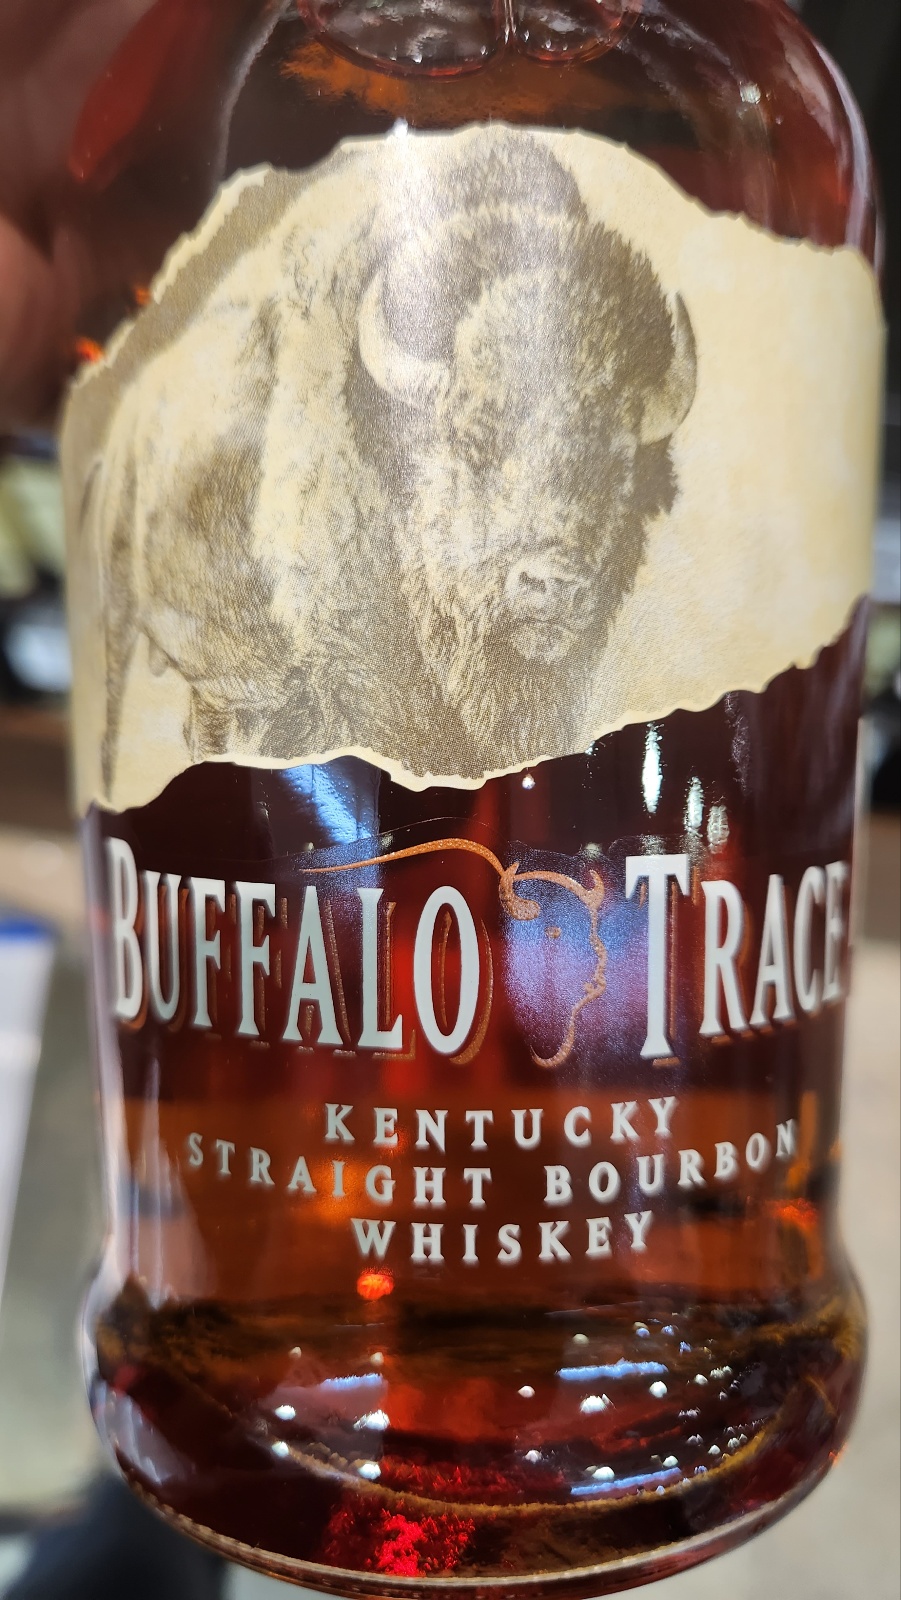 BUFFALO TRACE
KENTUCKY
STRAIGHT BOURBON
WHISKEY